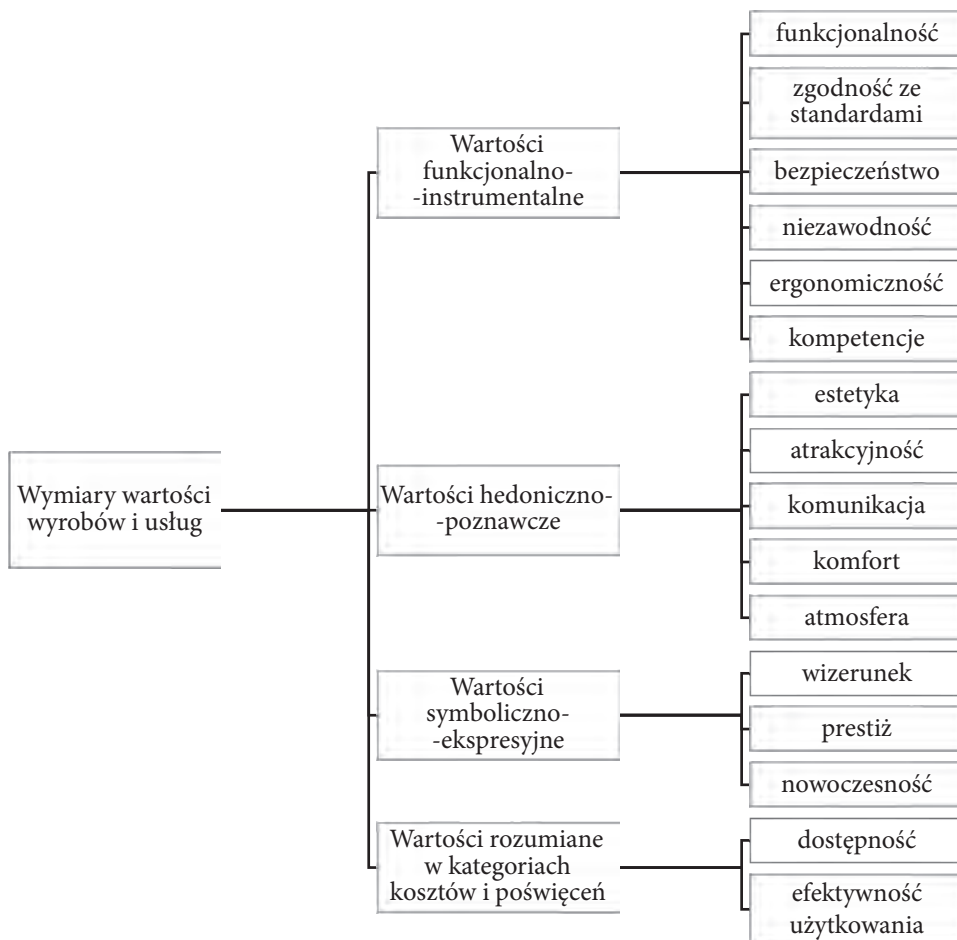 Wymiary wartości
wyrobów i usług
Wartości
funkcjonalno-
-instrumentalne
funkcjonalność
zgodność ze
standardami
bezpieczeństwo
niezawodność
ergonomiczność
kompetencje
Wartości hedoniczno-
-poznawcze
estetyka
atrakcyjność
komunikacja
komfort
atmosfera
Wartości
symboliczno-
-ekspresyjne
wizerunek
prestiż
nowoczesność
Wartości rozumiane
w kategoriach
kosztów i poświęceń
dostępność
efektywność
użytkowania